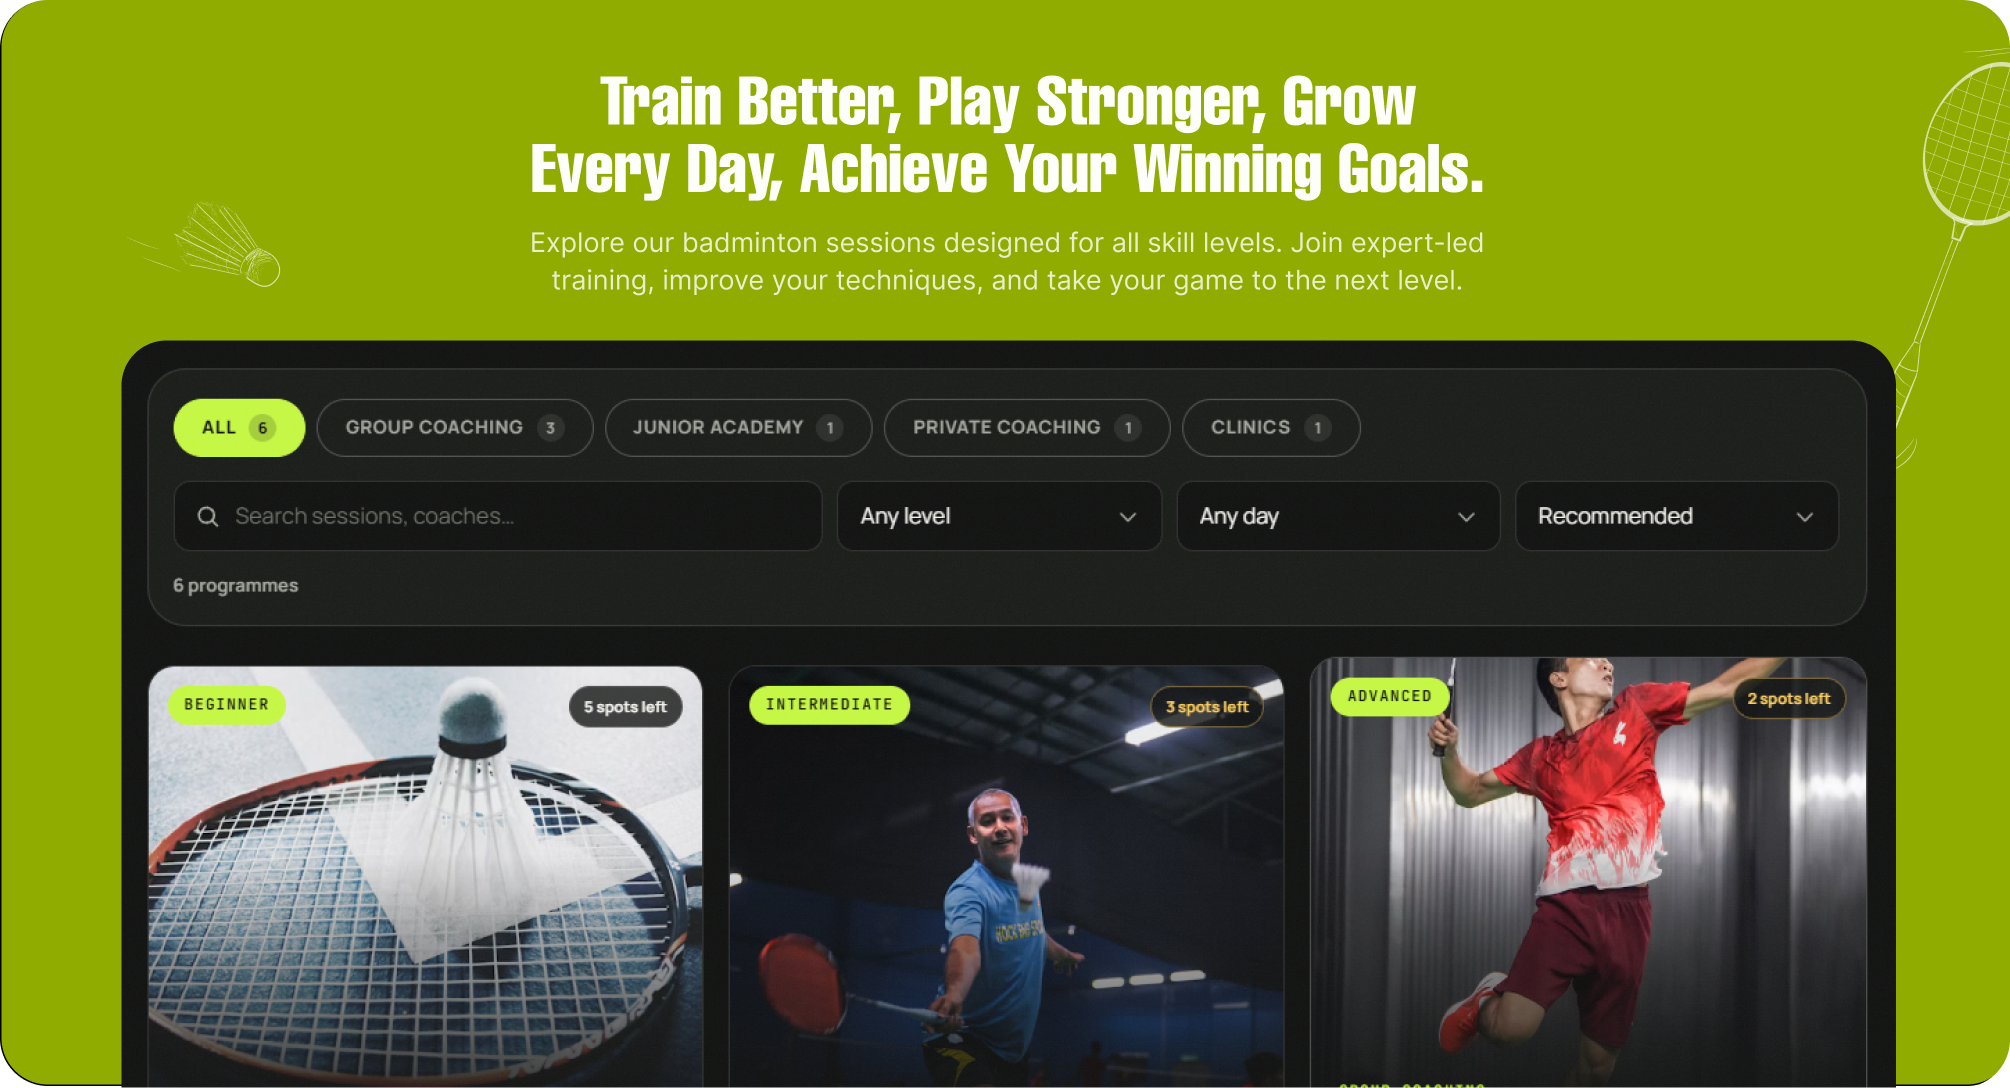 Train Better, Play Stronger, Grow
Every Day, Achieve Your Winning Goals.
Explore our badminton sessions designed for all skill levels. Join expert-led
training, improve your techniques, and take your game to the next level.
ALL 6
GROUP COACHING 3
JUNIOR ACADEMY 1
PRIVATE COACHING 1
CLINICS 1
Search sessions, coaches...
Any level
Any day
Recommended
6 programmes
BEGINNER
5 spots left
INTERMEDIATE
3 spots left
ADVANCED
2 spots left